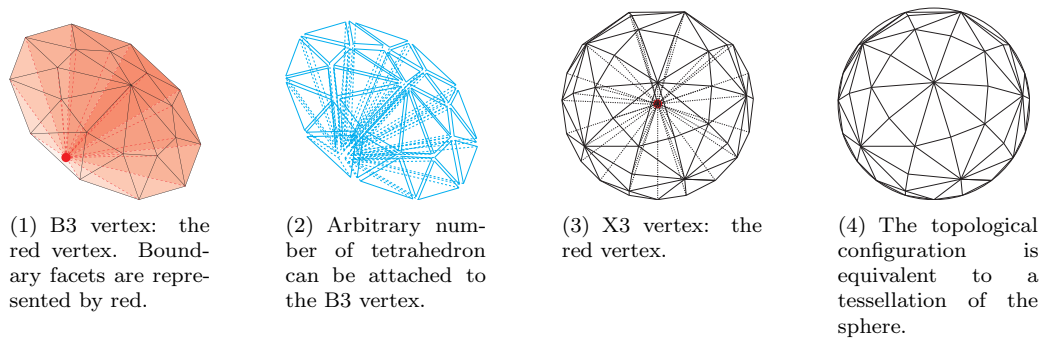 (1) B3 vertex: the
red vertex. Bound-
ary facets are repre-
sented by red.
(2) Arbitrary num-
ber of tetrahedron
can be attached to
the B3 vertex.
(3) X3 vertex: the
red vertex.
(4) The topological
configuration is
equivalent to a
tessellation of the
sphere.